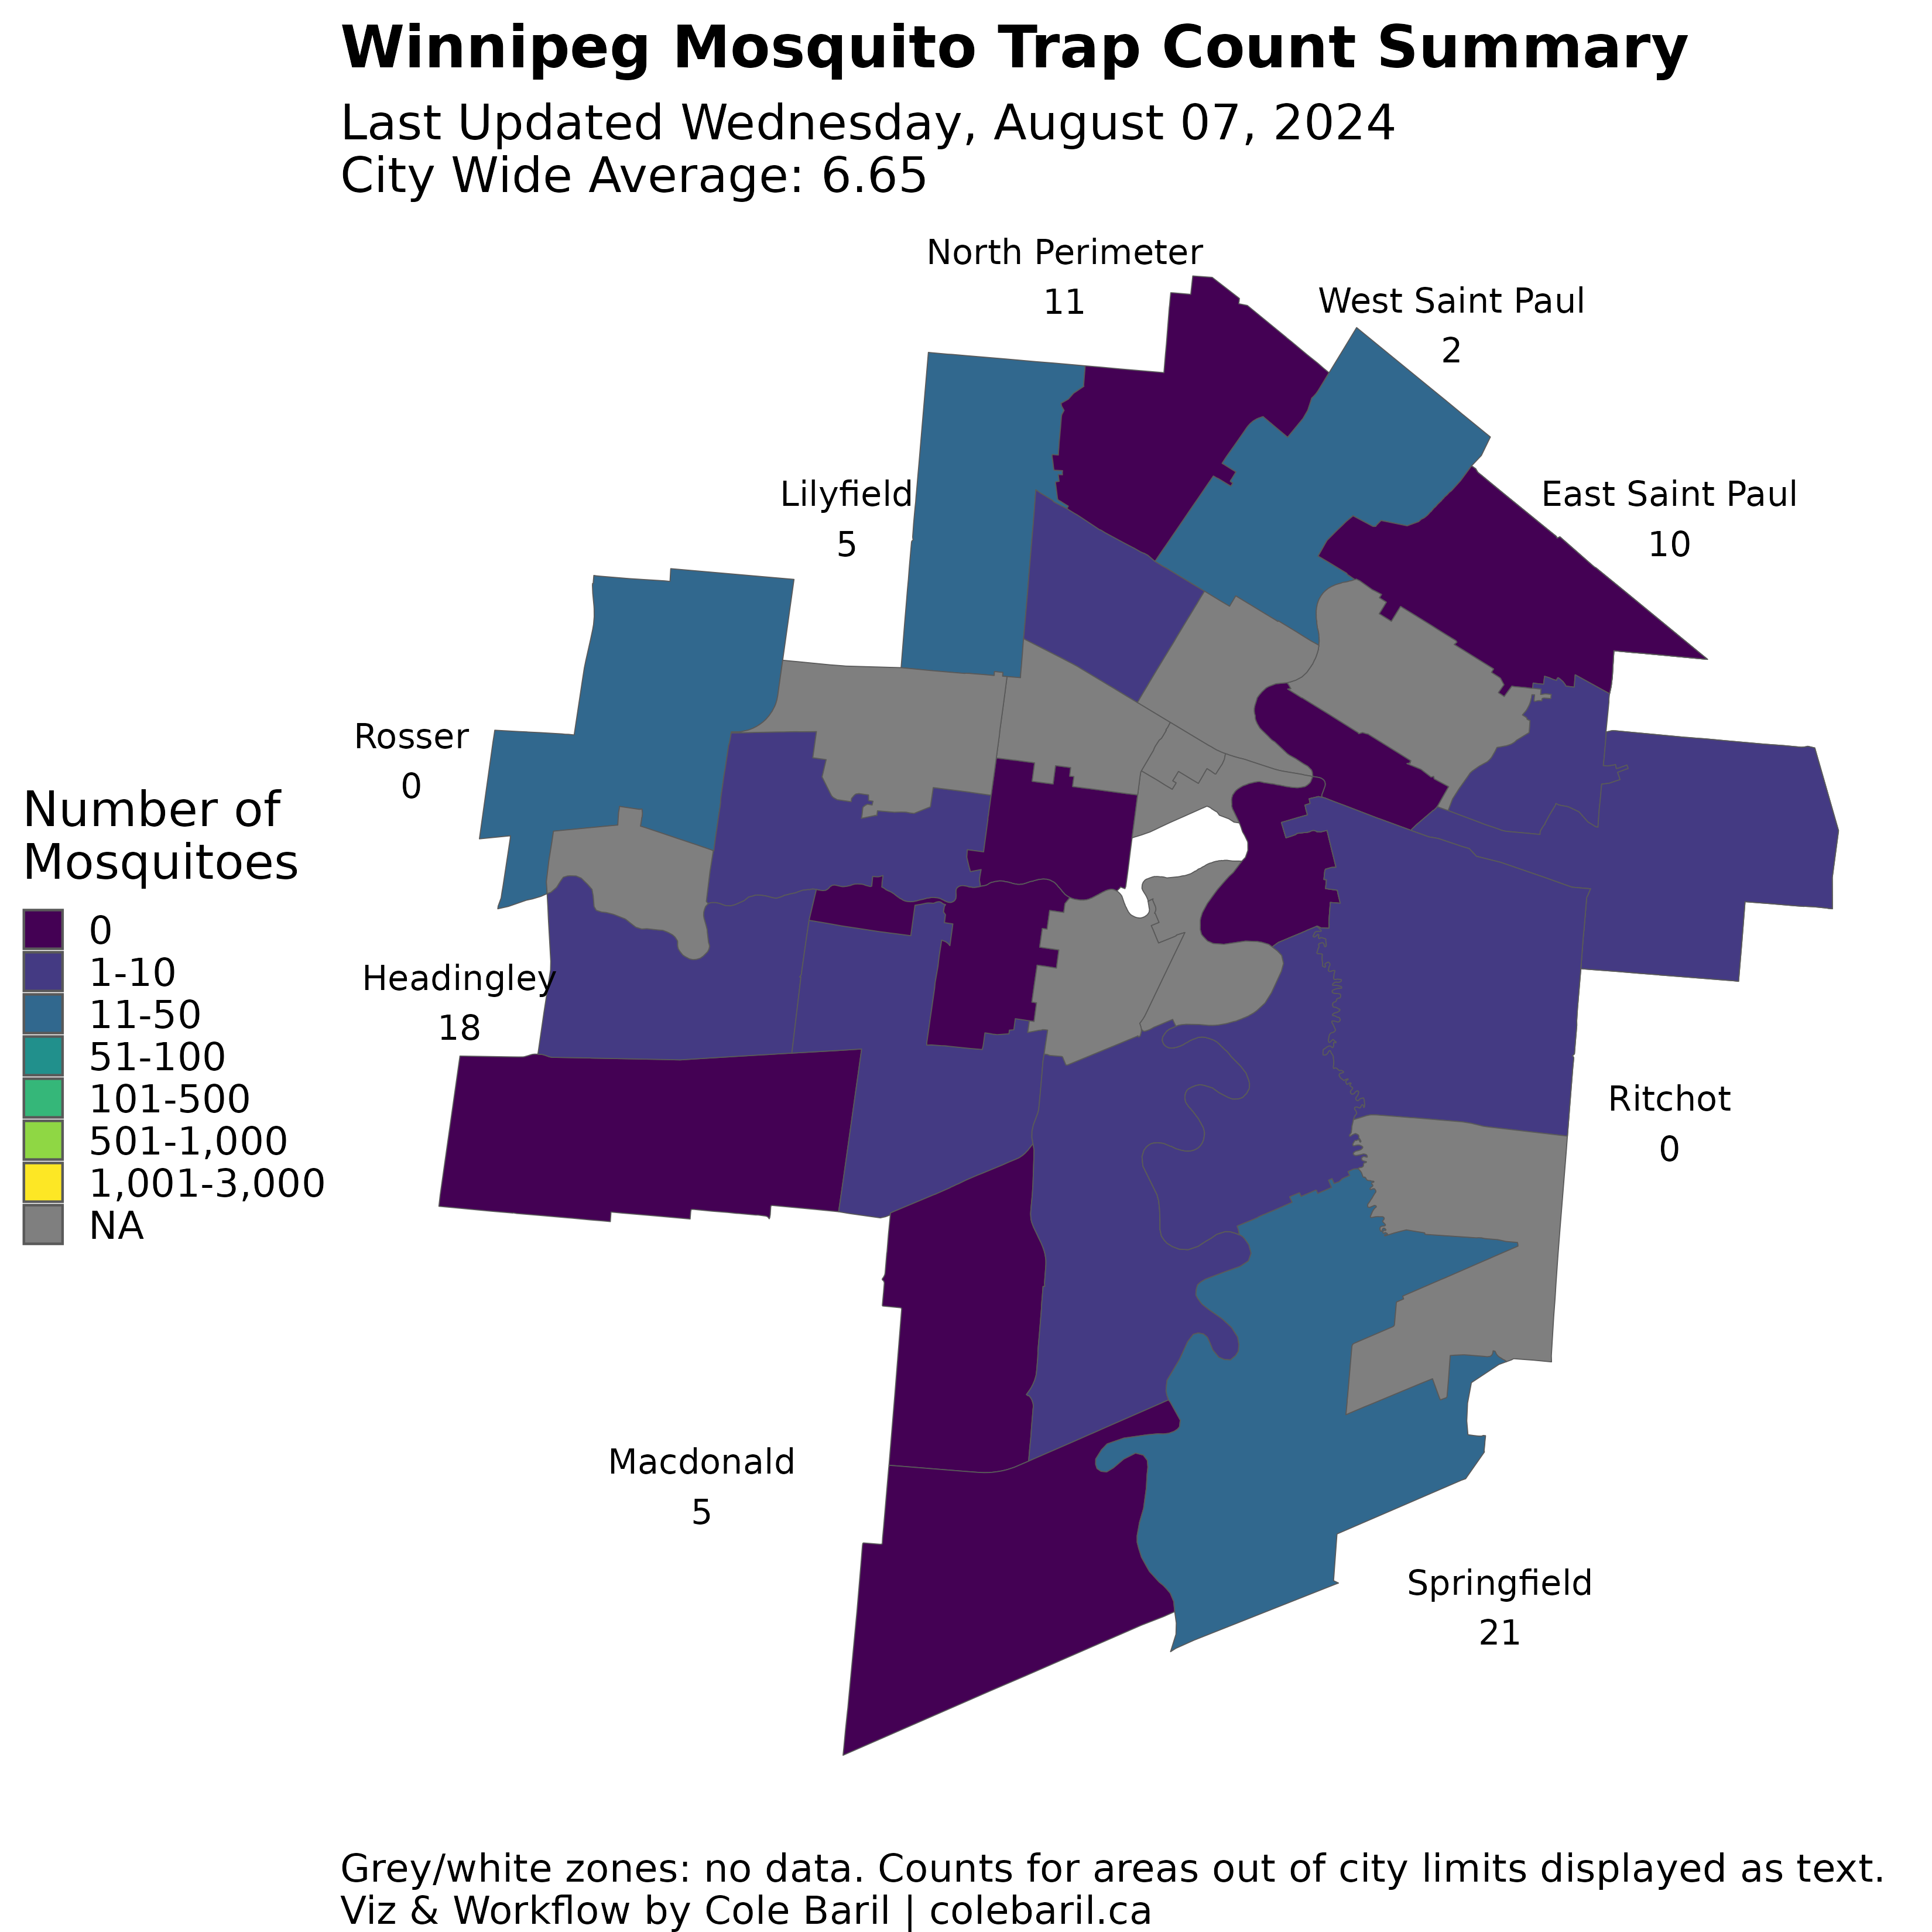 Winnipeg Mosquito Trap Count Summary
Last Updated Wednesday, August 07, 2024
City Wide Average: 6.65
North Perimeter
11
West Saint Paul
2
Lilyfield
5
East Saint Paul
10
Rosser
0
Number of
Mosquitoes
0
1-10
11-50
51-100
101-500
501-1,000
1,001-3,000
NA
Headingley
18
Ritchot
0
Macdonald
5
Springfield
21
Grey/white zones: no data. Counts for areas out of city limits displayed as text.
Viz & Workflow by Cole Baril | colebaril.ca